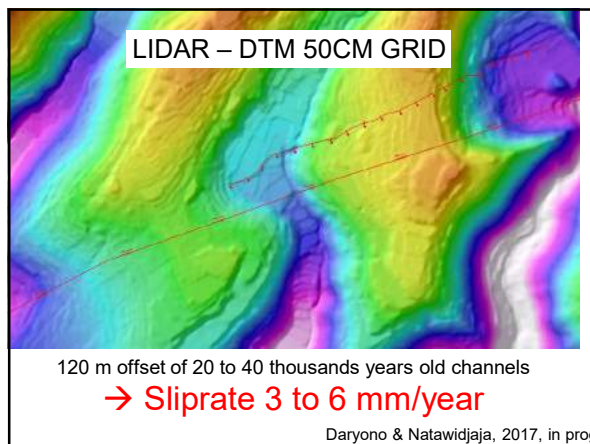 LIDAR – DTM 50CM GRID
120 m offset of 20 to 40 thousands years old channels
→ Sliprate 3 to 6 mm/year
Daryono & Natawidjaja, 2017, in prog